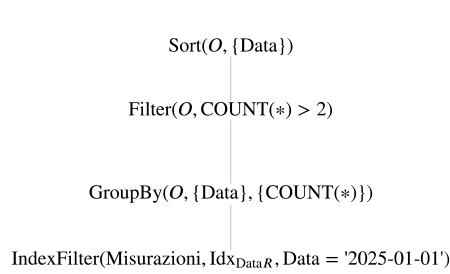 Sort(O, {Data})
Filter(O, COUNT(∗) > 2)
GroupBy(O, {Data}, {COUNT(∗)})
IndexFilter(Misurazioni, Idx_DataR, Data = '2025-01-01')